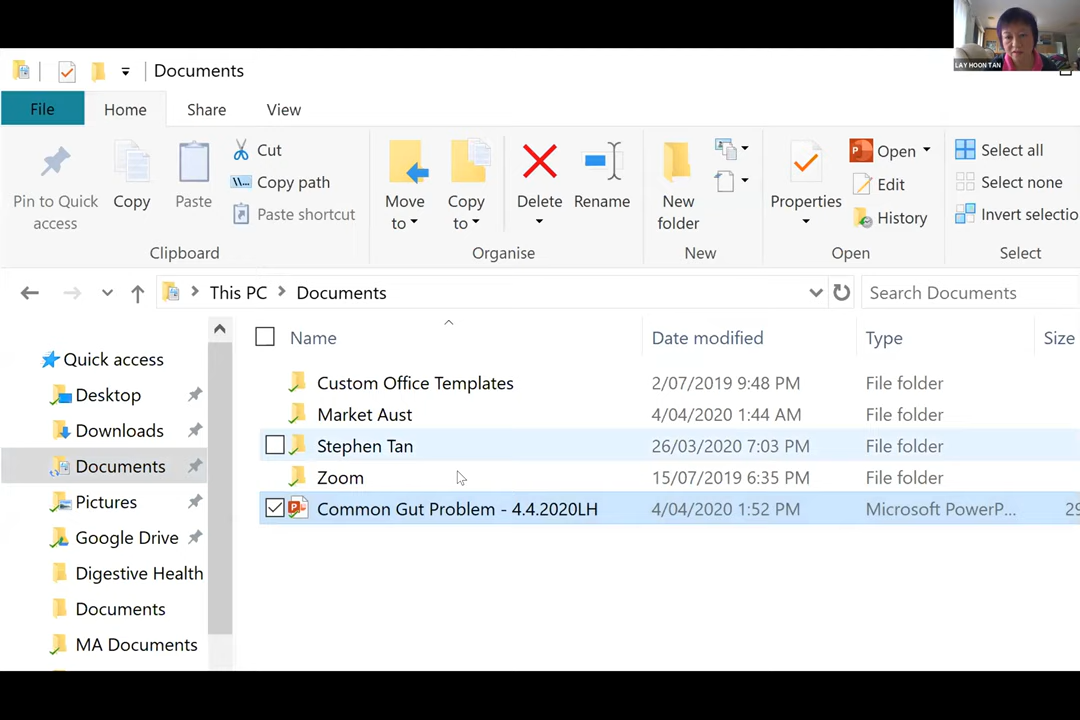 LAY HOON TAN
Documents
File Home Share View
Pin to Quick access
Copy
Paste
Cut
Copy path
Paste shortcut
Clipboard
Move to
Copy to
Delete
Rename
Organise
New folder
New
Properties
Open
Edit
History
Open
Select all
Select none
Invert selectio
Select
This PC > Documents
Search Documents
Quick access
Desktop
Downloads
Documents
Pictures
Google Drive
Digestive Health
Documents
MA Documents
Name Date modified Type Size
Custom Office Templates 2/07/2019 9:48 PM File folder
Market Aust 4/04/2020 1:44 AM File folder
Stephen Tan 26/03/2020 7:03 PM File folder
Zoom 15/07/2019 6:35 PM File folder
Common Gut Problem - 4.4.2020LH 4/04/2020 1:52 PM Microsoft PowerP... 29